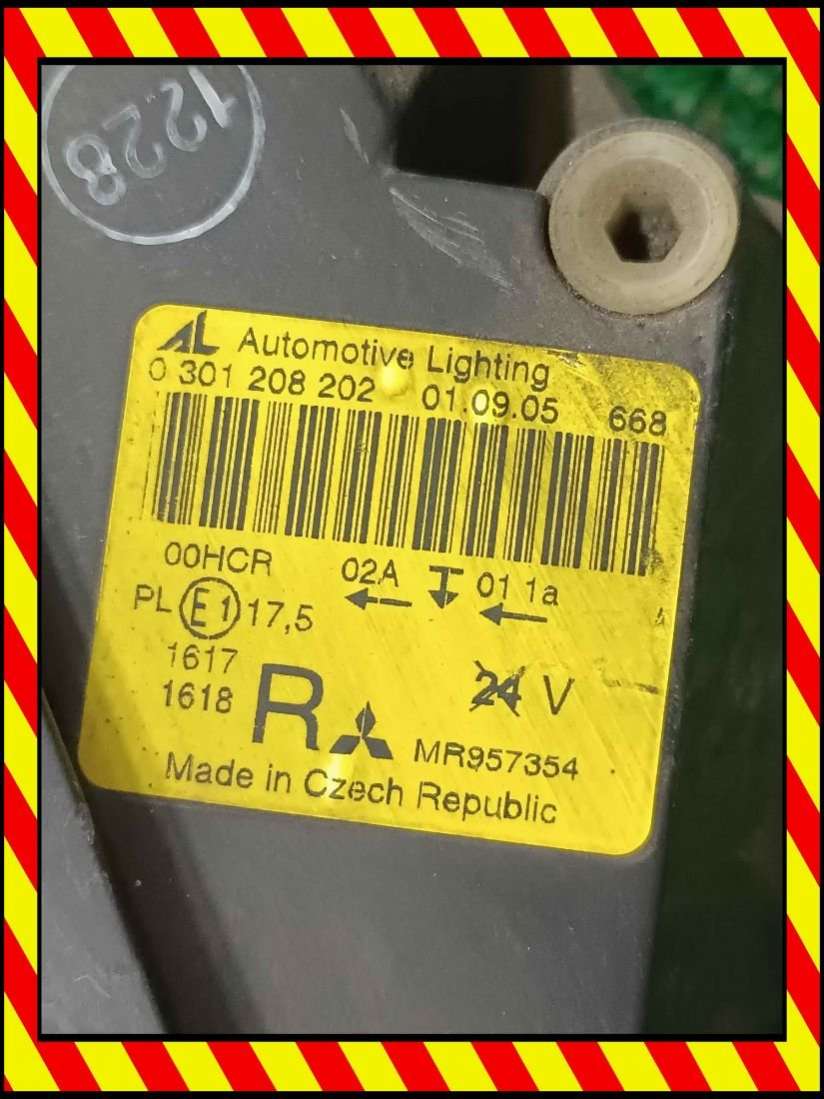 1228
AL Automotive Lighting
0 301 208 202 01.09.05 668
00HCR 02A 01 1a
PL E1 17,5
1617
1618 R 24 V
MR957354
Made in Czech Republic